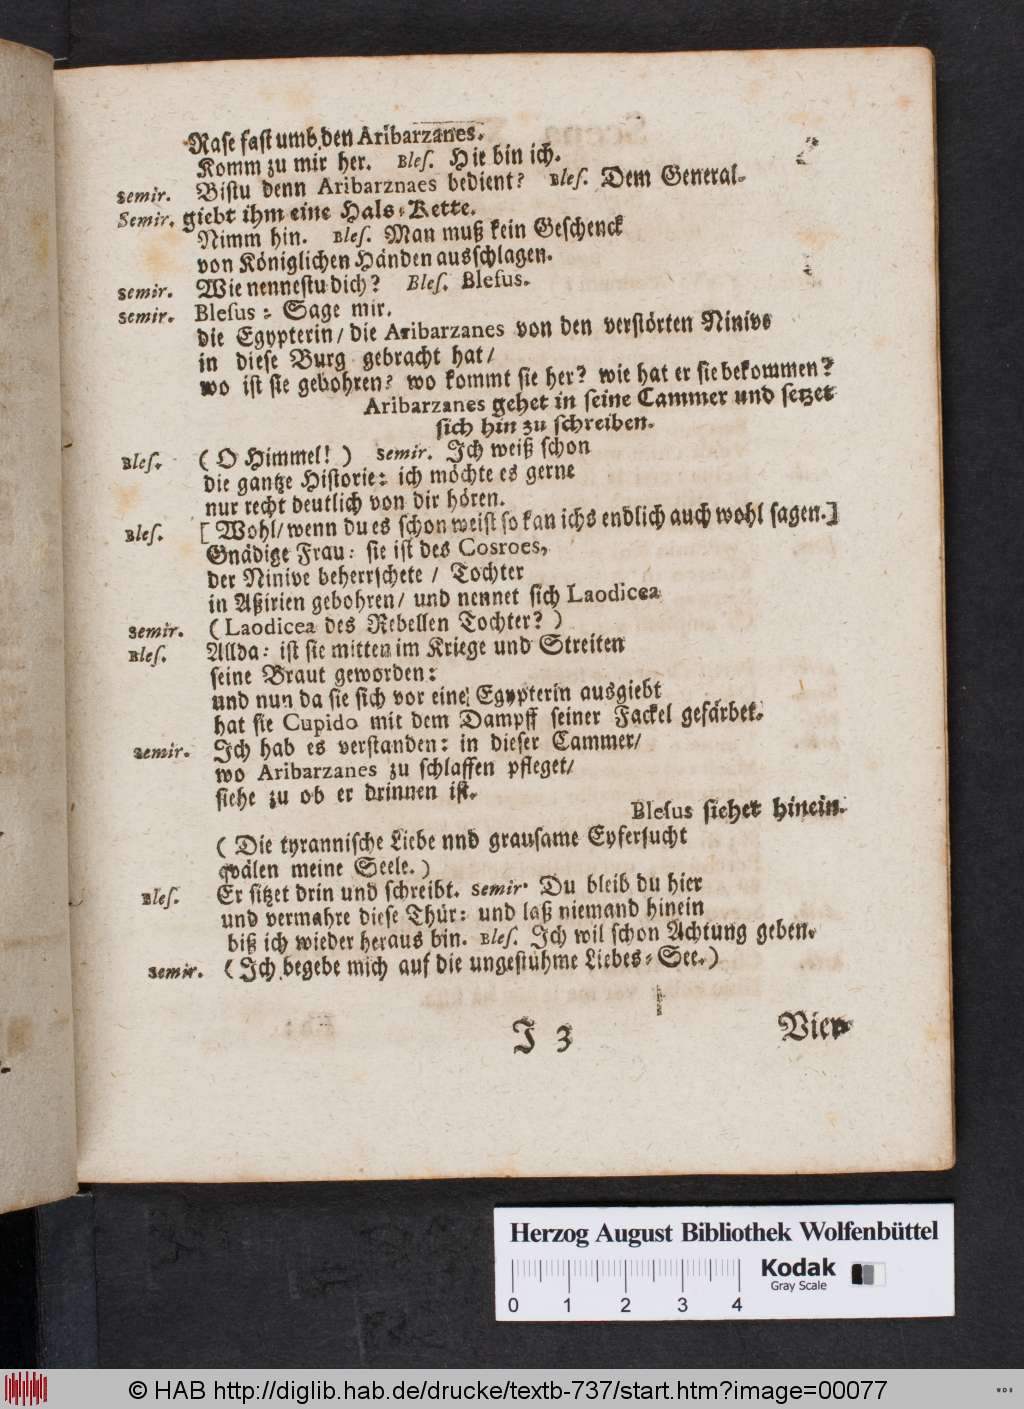 Rase fast umb den Aribarzanes.
Komm zu mir her. Bles. Hie bin ich.
Semir. Bistu denn Aribarznaes bedient? Bles. Dem General.
Semir. giebt ihm eine Hals-Kette.
Nimm hin. Bles. Man muß kein Geschenck
von Königlichen Händen ausschlagen.
Semir. Wie nennestu dich? Bles. Blesus.
Semir. Blesus: Sage mir.
die Egypterin/ die Aribarzanes von den verstörten Ninive
in diese Burg gebracht hat/
wo ist sie gebohren? wo kommt sie her? wie hat er sie bekommen?
Aribarzanes gehet in seine Cammer und setzet
sich hin zu schreiben.
Bles. ( O Himmel! ) Semir. Ich weiß schon
die gantze Historie: ich möchte es gerne
nur recht deutlich von dir hören.
Bles. [ Wohl/ wenn du es schon weist so kan ichs endlich auch wohl sagen.]
Gnädige Frau: sie ist des Cosroes,
der Ninive beherrschete / Tochter
in Aßirien gebohren/ und nennet sich Laodicea
Semir. ( Laodicea des Rebellen Tochter? )
Bles. Allda: ist sie mitten im Kriege und Streiten
seine Braut geworden:
und nun da sie sich vor eine Egypterin ausgiebt
hat sie Cupido mit dem Dampff seiner Fackel gefärbet.
Semir. Ich hab es verstanden: in dieser Cammer/
wo Aribarzanes zu schlaffen pfleget/
siehe zu ob er drinnen ist.
Blesus siehet hinein.
( Die tyrannische Liebe nnd grausame Eyfersucht
qvälen meine Seele. )
Bles. Er sitzet drin und schreibt. Semir. Du bleib du hier
und vermahre diese Thür: und laß niemand hinein
biß ich wieder heraus bin. Bles. Ich wil schon Achtung geben.
Semir. ( Ich begebe mich auf die ungestühme Liebes-See. )
J 3 Vier-
Herzog August Bibliothek Wolfenbüttel
0 1 2 3 4
Kodak
Gray Scale
© HAB http://diglib.hab.de/drucke/textb-737/start.htm?image=00077